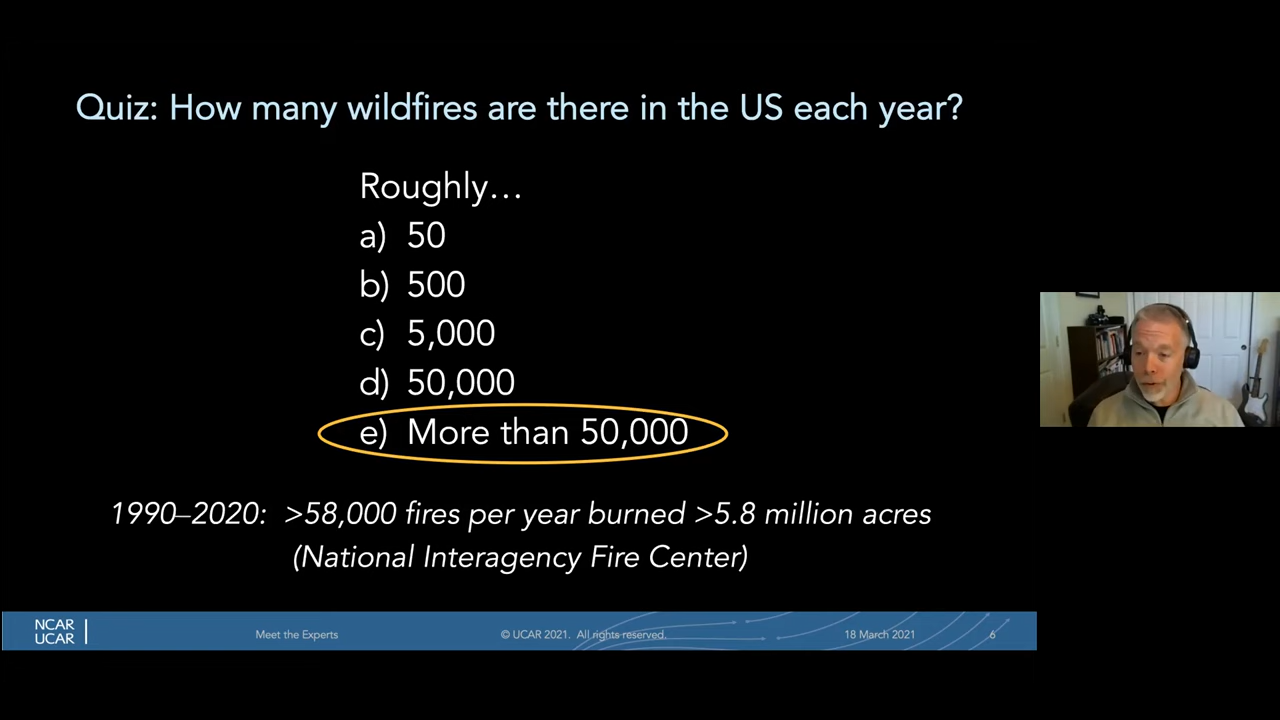 Quiz: How many wildfires are there in the US each year?
Roughly…
a) 50
b) 500
c) 5,000
d) 50,000
e) More than 50,000
1990–2020: >58,000 fires per year burned >5.8 million acres
(National Interagency Fire Center)
NCAR
UCAR
Meet the Experts
© UCAR 2021. All rights reserved.
18 March 2021
6